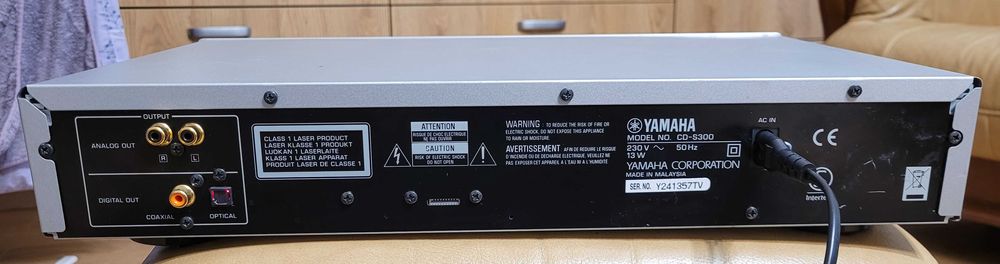 OUTPUT
ANALOG OUT
R
L
DIGITAL OUT
COAXIAL
OPTICAL
CLASS 1 LASER PRODUCT
LASER KLASSE 1 PRODUKT
LUOKAN 1 LASERLAITE
KLASS 1 LASER APPARAT
PRODUIT LASER DE CLASSE 1
ATTENTION
RISQUE DE CHOC ELECTRIQUE
NE PAS OUVRIR
CAUTION
RISK OF ELECTRIC SHOCK
DO NOT OPEN
WARNING : TO REDUCE THE RISK OF FIRE OR
ELECTRIC SHOCK, DO NOT EXPOSE THIS APPLIANCE
TO RAIN OR MOISTURE.
AVERTISSEMENT : AFIN DE REDUIRE LE RISQUE
D'INCENDIE OU DE DECHARGE ELECTRIQUE, VEUILLEZ NE
PAS EXPOSER CET APPAREIL A L'EAU NI A L'HUMIDITE
YAMAHA
MODEL NO. CD-S300
230 V ~ 50Hz
13 W
YAMAHA CORPORATION
MADE IN MALAYSIA
SER. NO. Y241357TV
AC IN
CE